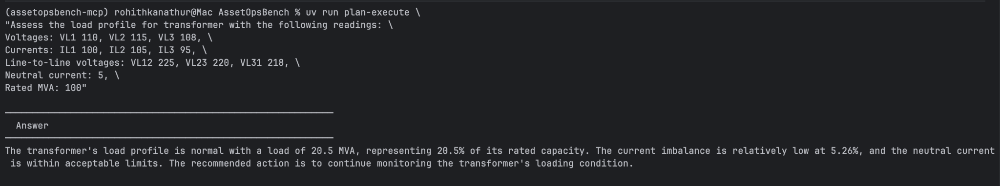 (assetopsbench-mcp) rohithkanathur@Mac AssetOpsBench % uv run plan-execute \
"Assess the load profile for transformer with the following readings: \
Voltages: VL1 110, VL2 115, VL3 108, \
Currents: IL1 100, IL2 105, IL3 95, \
Line-to-line voltages: VL12 225, VL23 220, VL31 218, \
Neutral current: 5, \
Rated MVA: 100"
Answer
The transformer's load profile is normal with a load of 20.5 MVA, representing 20.5% of its rated capacity. The current imbalance is relatively low at 5.26%, and the neutral current
is within acceptable limits. The recommended action is to continue monitoring the transformer's loading condition.